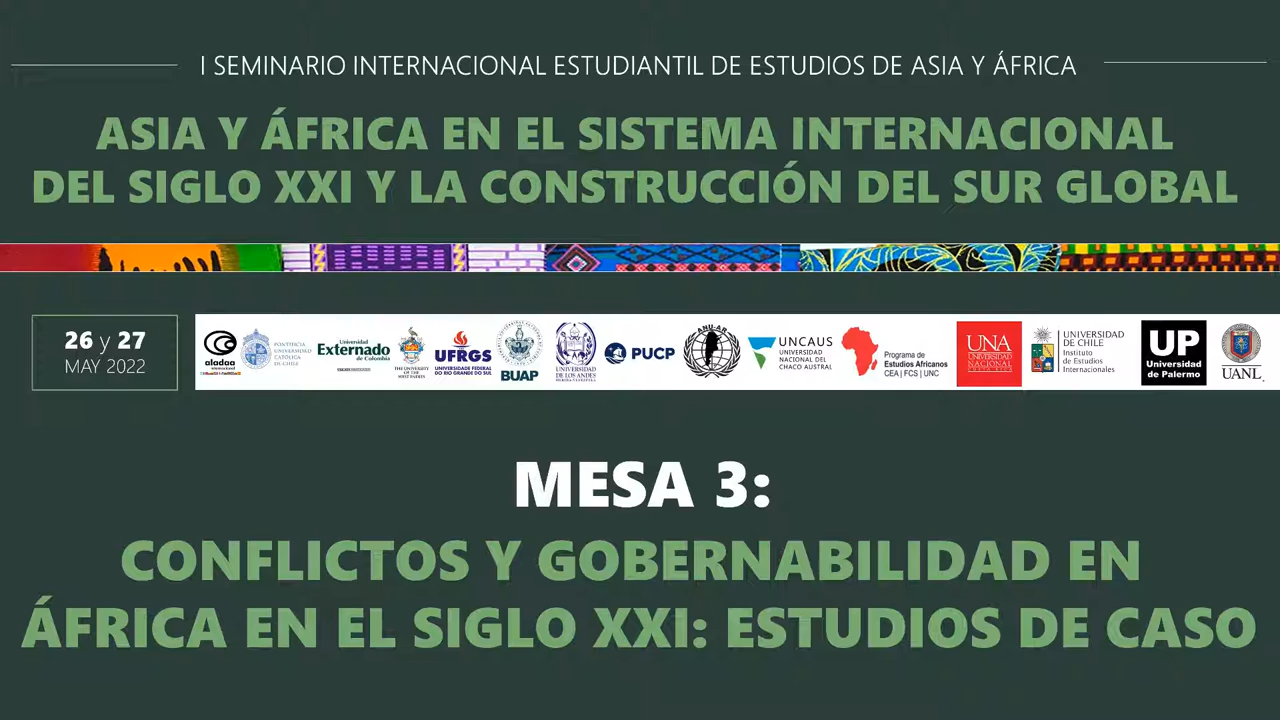 I SEMINARIO INTERNACIONAL ESTUDIANTIL DE ESTUDIOS DE ASIA Y ÁFRICA
ASIA Y ÁFRICA EN EL SISTEMA INTERNACIONAL
DEL SIGLO XXI Y LA CONSTRUCCIÓN DEL SUR GLOBAL
26 y 27
MAY 2022
aladaa
PONTIFICIA
UNIVERSIDAD
CATÓLICA
DE CHILE
Universidad
Externado
de Colombia
THE UNIVERSITY
OF THE
WEST INDIES
UFRGS
UNIVERSIDADE FEDERAL
DO RIO GRANDE DO SUL
BUAP
UNIVERSIDAD
DE LOS ANDES
PUCP
ANU-AR
UNCAUS
UNIVERSIDAD
NACIONAL DEL
CHACO AUSTRAL
Programa de
Estudios Africanos
CEA | FCS | UNC
UNA
UNIVERSIDAD
NACIONAL
UNIVERSIDAD
DE CHILE
Instituto
de Estudios
Internacionales
UP
Universidad
de Palermo
UANL
MESA 3:
CONFLICTOS Y GOBERNABILIDAD EN
ÁFRICA EN EL SIGLO XXI: ESTUDIOS DE CASO